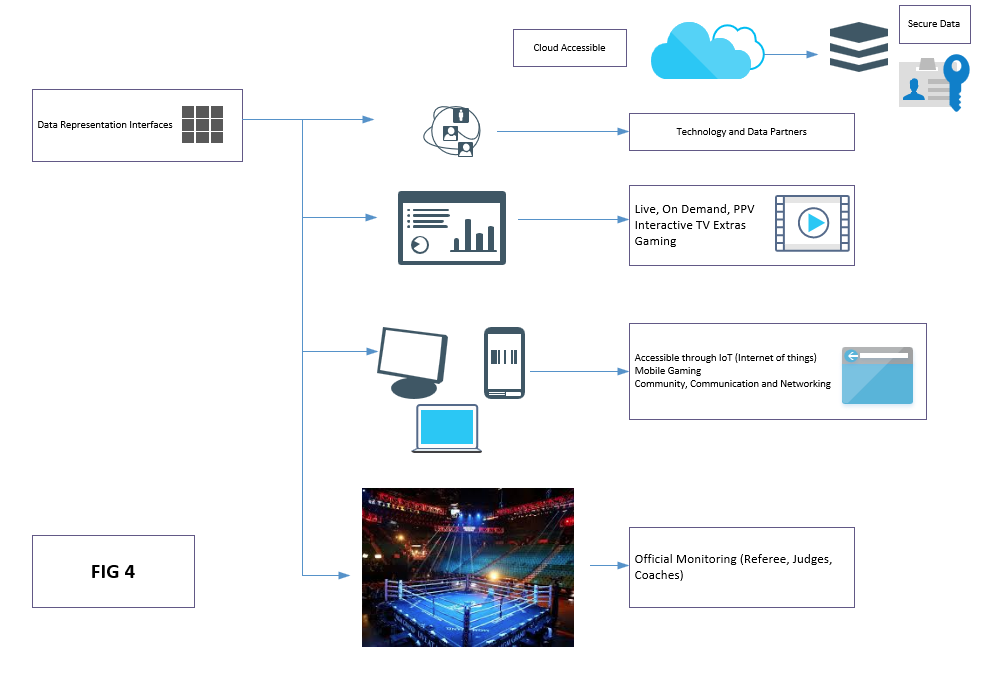 Cloud Accessible
Secure Data
Data Representation Interfaces
Technology and Data Partners
Live, On Demand, PPV
Interactive TV Extras
Gaming
Accessible through IoT (Internet of things)
Mobile Gaming
Community, Communication and Networking
FIG 4
Official Monitoring (Referee, Judges,
Coaches)